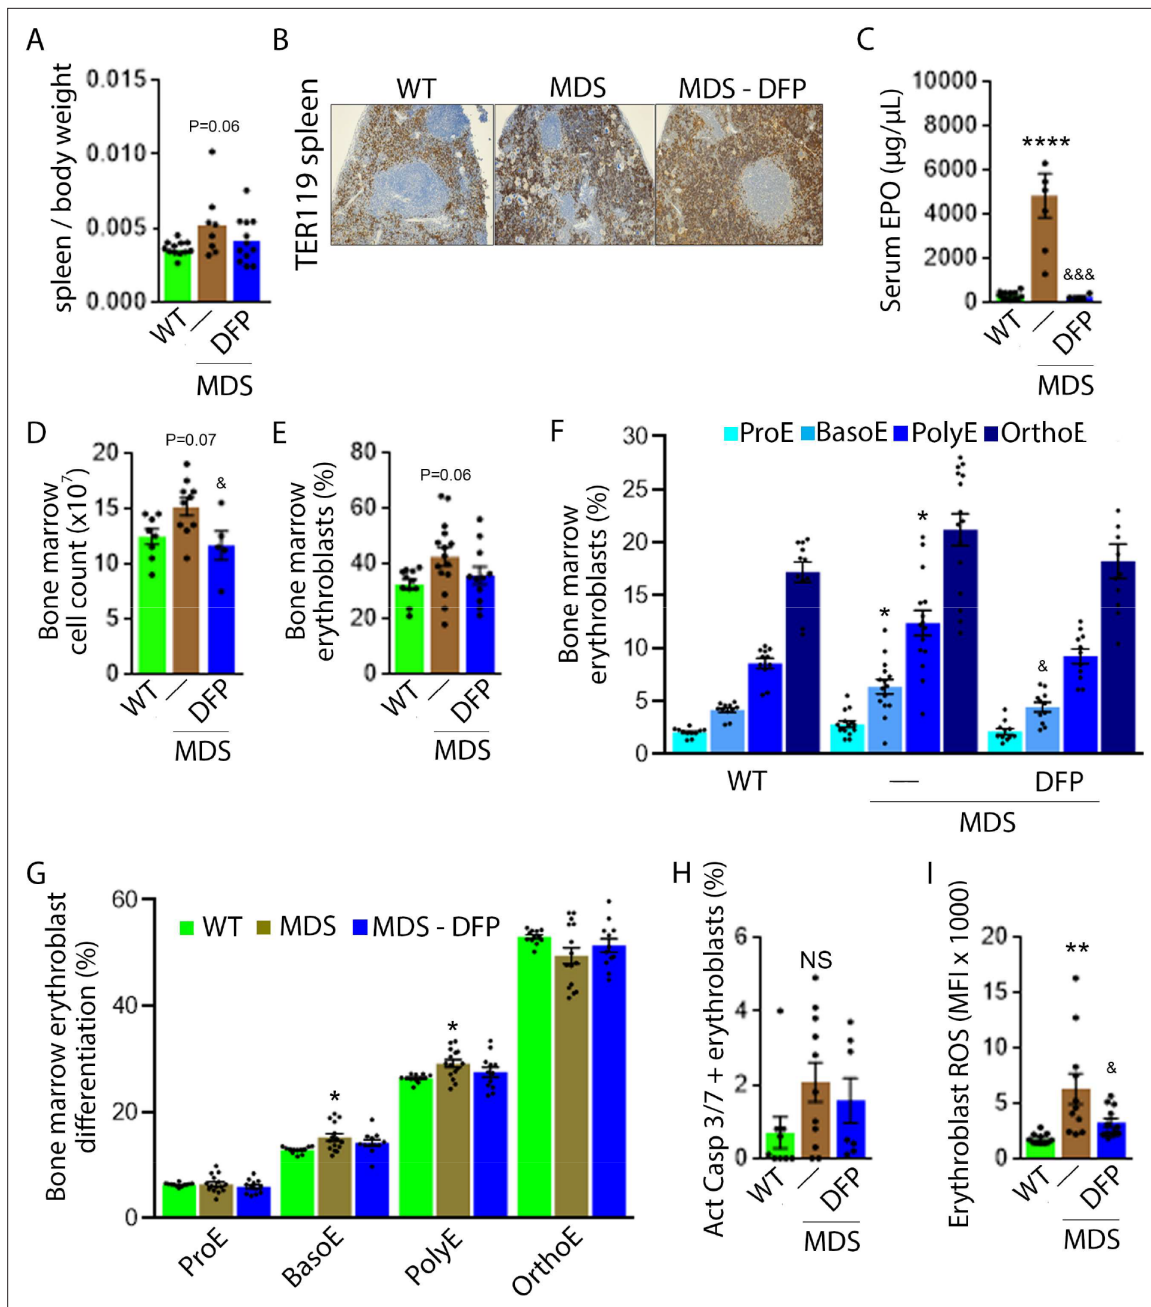 A
spleen / body weight
0.015
0.010
0.005
0.000
P=0.06
WT
—
DFP
MDS
B
WT
MDS
MDS - DFP
TER119 spleen
C
Serum EPO (µg/µL)
10000
8000
6000
4000
2000
0
****
&&&
WT
—
DFP
MDS
D
Bone marrow
cell count (x10⁷)
20
15
10
5
0
P=0.07
&
WT
—
DFP
MDS
E
Bone marrow
erythroblasts (%)
80
60
40
20
0
P=0.06
WT
—
DFP
MDS
F
Bone marrow
erythroblasts (%)
ProE BasoE PolyE OrthoE
30
25
20
15
10
5
0
*
*
&
WT
—
DFP
MDS
G
Bone marrow erythroblast
differentiation (%)
WT MDS MDS - DFP
60
40
20
0
*
*
ProE
BasoE
PolyE
OrthoE
H
Act Casp 3/7 + erythroblasts (%)
6
4
2
0
NS
WT
—
DFP
MDS
I
Erythroblast ROS (MFI x 1000)
20
15
10
5
0
**
&
WT
—
DFP
MDS